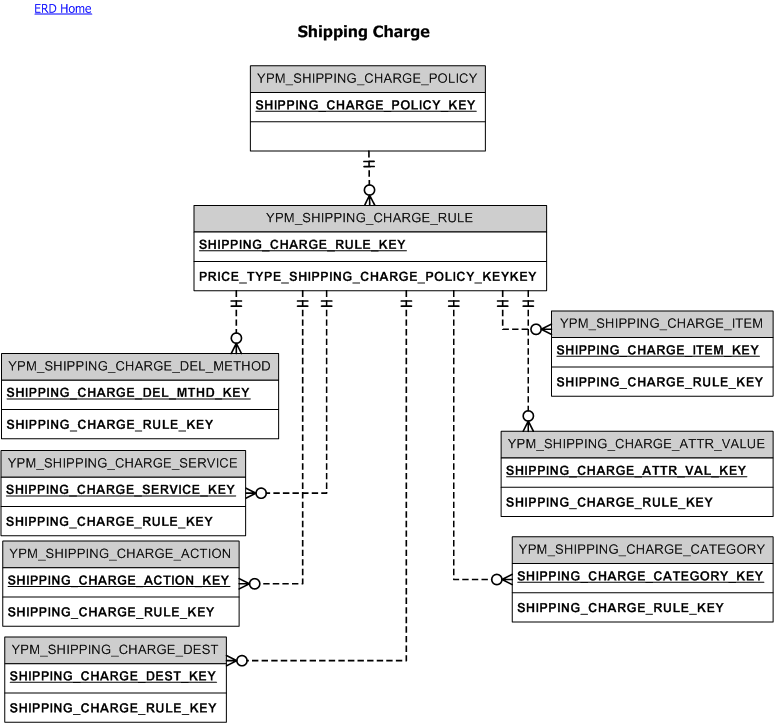 ERD Home
Shipping Charge
YPM_SHIPPING_CHARGE_POLICY
SHIPPING_CHARGE_POLICY_KEY
YPM_SHIPPING_CHARGE_RULE
SHIPPING_CHARGE_RULE_KEY
PRICE_TYPE_SHIPPING_CHARGE_POLICY_KEYKEY
YPM_SHIPPING_CHARGE_ITEM
SHIPPING_CHARGE_ITEM_KEY
SHIPPING_CHARGE_RULE_KEY
YPM_SHIPPING_CHARGE_DEL_METHOD
SHIPPING_CHARGE_DEL_MTHD_KEY
SHIPPING_CHARGE_RULE_KEY
YPM_SHIPPING_CHARGE_ATTR_VALUE
SHIPPING_CHARGE_ATTR_VAL_KEY
SHIPPING_CHARGE_RULE_KEY
YPM_SHIPPING_CHARGE_SERVICE
SHIPPING_CHARGE_SERVICE_KEY
SHIPPING_CHARGE_RULE_KEY
YPM_SHIPPING_CHARGE_ACTION
SHIPPING_CHARGE_ACTION_KEY
SHIPPING_CHARGE_RULE_KEY
YPM_SHIPPING_CHARGE_CATEGORY
SHIPPING_CHARGE_CATEGORY_KEY
SHIPPING_CHARGE_RULE_KEY
YPM_SHIPPING_CHARGE_DEST
SHIPPING_CHARGE_DEST_KEY
SHIPPING_CHARGE_RULE_KEY